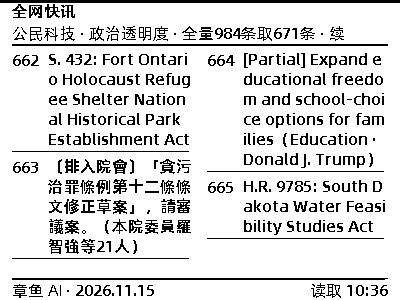 全网快讯
公民科技 · 政治透明度 · 全量984条取671条 · 续
662 S. 432: Fort Ontari
o Holocaust Refug
ee Shelter Nation
al Historical Park
Establishment Act
663 〔排入院會〕「貪污
治罪條例第十二條條
文修正草案」，請審
議案。（本院委員羅
智強等21人）
664 [Partial] Expand e
ducational freedo
m and school-choi
ce options for fam
ilies（Education ·
Donald J. Trump）
665 H.R. 9785: South D
akota Water Feasi
bility Studies Act
章鱼 AI · 2026.11.15
读取 10:36